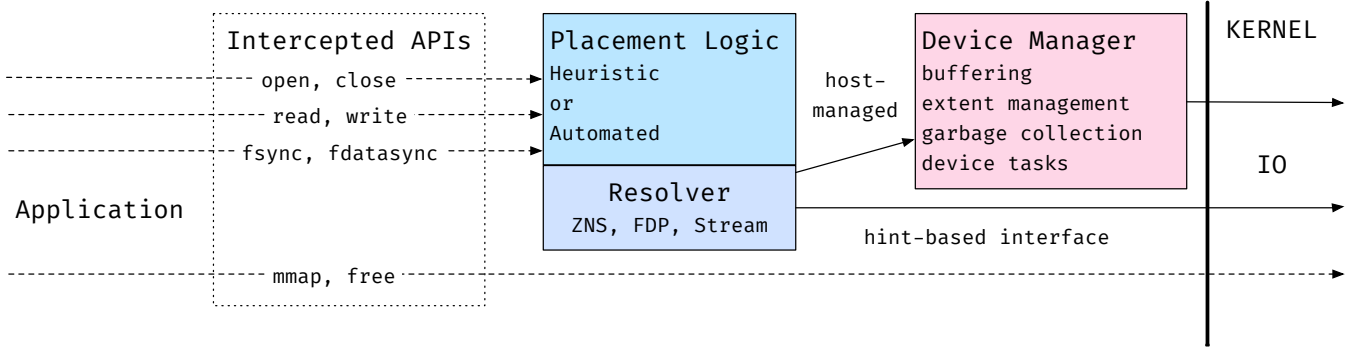 Intercepted APIs
open, close
read, write
fsync, fdatasync
Application
mmap, free
Placement Logic
Heuristic
or
Automated
Resolver
ZNS, FDP, Stream
host-
managed
Device Manager
buffering
extent management
garbage collection
device tasks
hint-based interface
KERNEL
IO